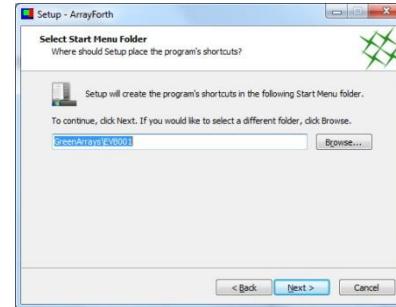 Setup - ArrayForth
Select Start Menu Folder
Where should Setup place the program's shortcuts?
Setup will create the program's shortcuts in the following Start Menu folder.
To continue, click Next. If you would like to select a different folder, click Browse.
GreenArrays\EVB001
Browse...
< Back
Next >
Cancel